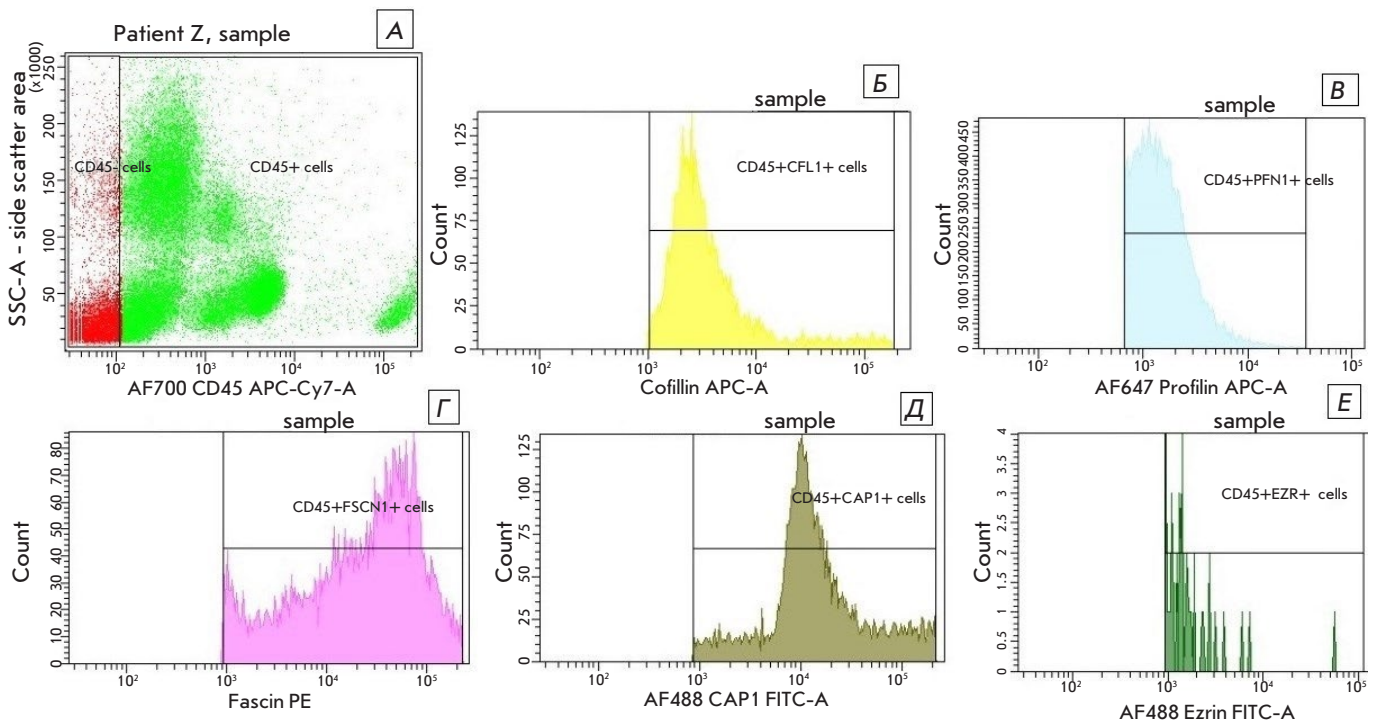 Patient Z, sample
А
SSC-A - side scatter area
(x1000)
250
200
150
100
50
CD45- cells
CD45+ cells
10² 10³ 10⁴ 10⁵
AF700 CD45 APC-Cy7-A
sample
Б
Count
125
100
75
50
25
0
CD45+CFL1+ cells
10² 10³ 10⁴ 10⁵
Cofillin APC-A
sample
В
Count
450
400
350
300
250
200
150
100
50
0
CD45+PFN1+ cells
10² 10³ 10⁴ 10⁵
AF647 Profilin APC-A
sample
Г
Count
80
70
60
50
40
30
20
10
0
CD45+FSCN1+ cells
10² 10³ 10⁴ 10⁵
Fascin PE
sample
Д
Count
125
100
75
50
25
0
CD45+CAP1+ cells
10² 10³ 10⁴ 10⁵
AF488 CAP1 FITC-A
sample
Е
Count
4
3.5
3
2.5
2
1.5
1
0.5
0
CD45+EZR+ cells
10² 10³ 10⁴ 10⁵
AF488 Ezrin FITC-A